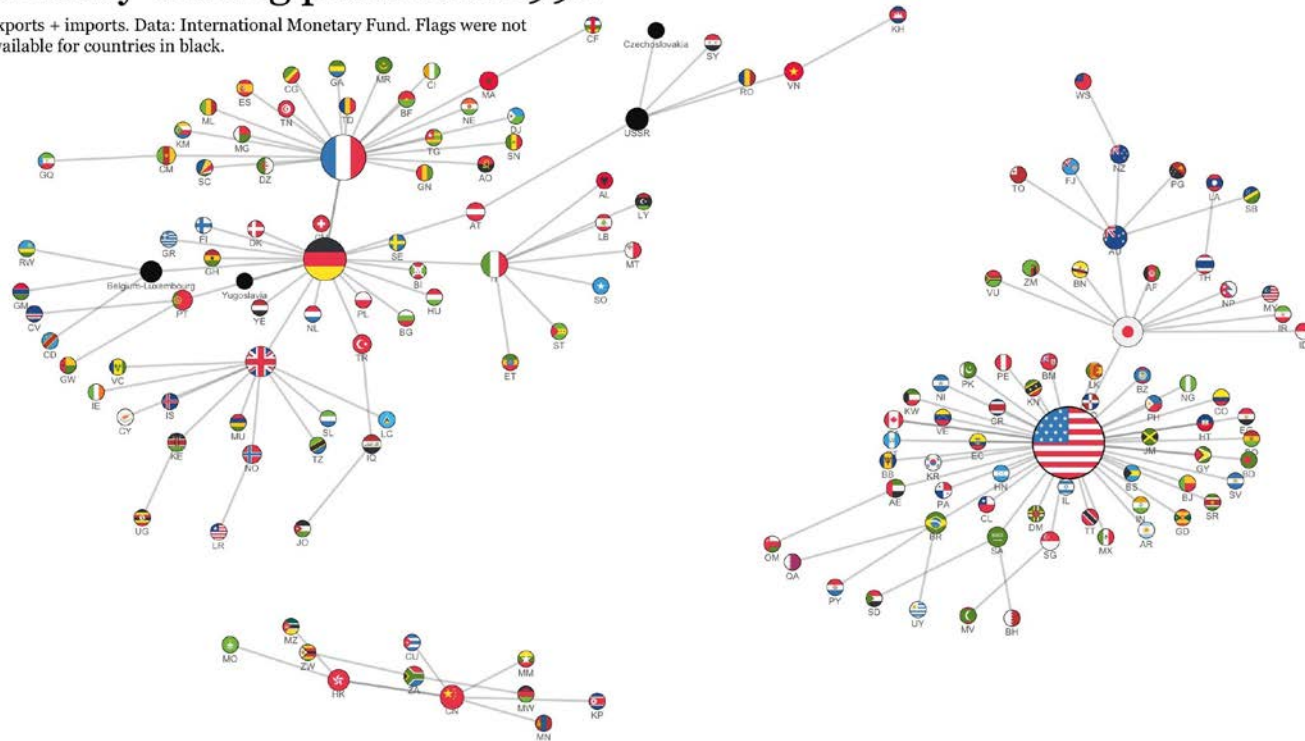 exports + imports. Data: International Monetary Fund. Flags were not
available for countries in black.
CF
KH
Czechoslovakia
SY
RO
VN
USSR
ES
CG
GA
MR
CI
MA
ML
TN
TD
BF
NE
DJ
KM
MG
TG
SN
GQ
CM
SC
DZ
GN
AO
WS
NZ
TO
FJ
PG
LA
SB
AU
AL
LY
LB
MT
AT
FI
DK
GR
GH
SE
RW
Belgium-Luxembourg
Yugoslavia
BI
SO
GM
PT
YE
NL
PL
HU
CV
BG
ST
CD
TR
GW
ET
VC
IE
IS
CY
MU
SL
LC
KE
NO
TZ
IQ
UG
LR
JO
VU
ZM
BN
AF
TH
NP
MY
IR
PK
PE
BM
LK
BZ
NI
KN
NG
KW
CR
PH
CO
VE
HT
EC
JM
BB
KR
GY
BD
HN
BS
SV
AE
PA
IL
BJ
CL
IN
SR
DM
TT
GD
BR
SA
SG
MX
AR
OM
QA
PY
SD
UY
MV
BH
MO
MZ
ZW
CU
MM
HK
ZA
CN
MW
KP
MN